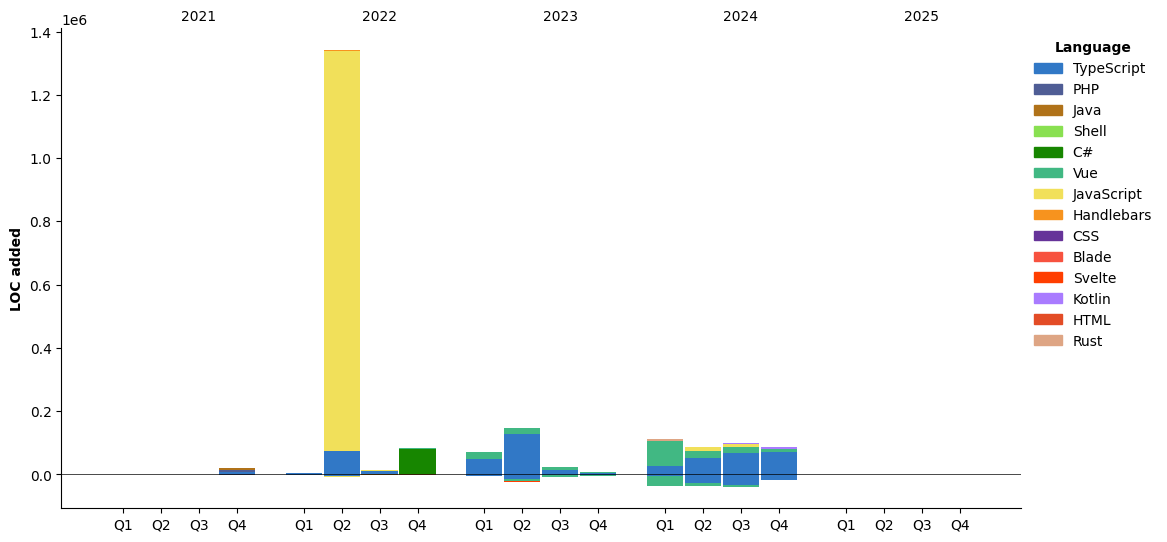 2021 2022 2023 2024 2025
1e6
1.4
1.2
1.0
0.8
0.6
0.4
0.2
0.0
LOC added
Q1 Q2 Q3 Q4 Q1 Q2 Q3 Q4 Q1 Q2 Q3 Q4 Q1 Q2 Q3 Q4 Q1 Q2 Q3 Q4
Language
TypeScript
PHP
Java
Shell
C#
Vue
JavaScript
Handlebars
CSS
Blade
Svelte
Kotlin
HTML
Rust